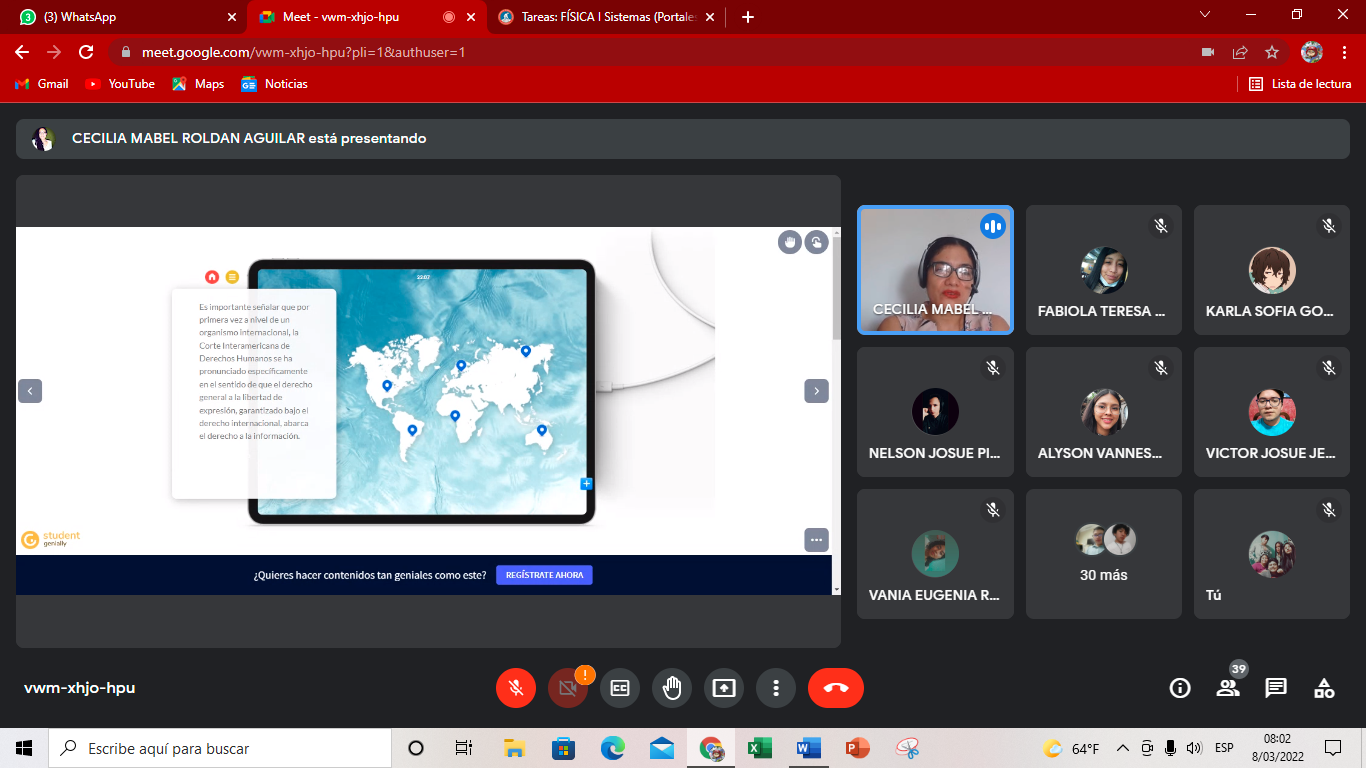 (3) WhatsApp
Meet - vwm-xhjo-hpu
Tareas: FÍSICA I Sistemas (Portales
meet.google.com/vwm-xhjo-hpu?pli=1&authuser=1
Gmail
YouTube
Maps
Noticias
Lista de lectura
CECILIA MABEL ROLDAN AGUILAR está presentando
23:07
Es importante señalar que por
primera vez a nivel de un
organismo internacional, la
Corte Interamericana de
Derechos Humanos se ha
pronunciado específicamente
en el sentido de que el derecho
general a la libertad de
expresión, garantizado bajo el
derecho internacional, abarca
el derecho a la información.
student
genially
¿Quieres hacer contenidos tan geniales como este?
REGÍSTRATE AHORA
CECILIA MABEL ...
FABIOLA TERESA ...
KARLA SOFIA GO...
NELSON JOSUE PI...
ALYSON VANNES...
VICTOR JOSUE JE...
VANIA EUGENIA R...
30 más
Tú
vwm-xhjo-hpu
39
Escribe aquí para buscar
64°F
ESP
08:02
8/03/2022